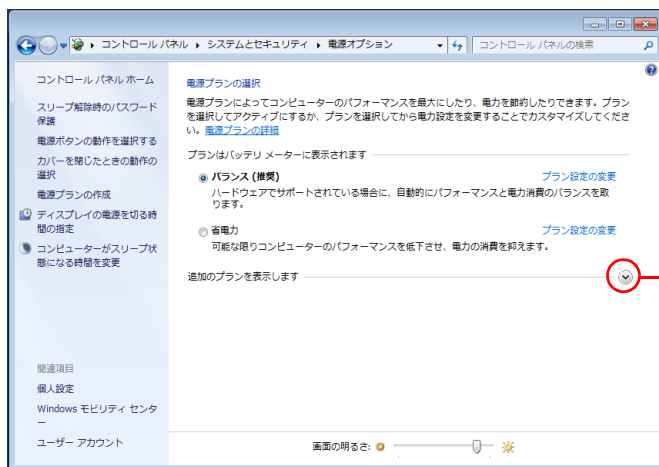 コントロール パネル ▸ システムとセキュリティ ▸ 電源オプション
コントロール パネルの検索
コントロール パネル ホーム
スリープ解除時のパスワード
保護
電源ボタンの動作を選択する
カバーを閉じたときの動作の
選択
電源プランの作成
ディスプレイの電源を切る時
間の指定
コンピューターがスリープ状
態になる時間を変更
関連項目
個人設定
Windows モビリティ センタ
ー
ユーザー アカウント
電源プランの選択
電源プランによってコンピューターのパフォーマンスを最大にしたり、電力を節約したりできます。プラン
を選択してアクティブにするか、プランを選択してから電力設定を変更することでカスタマイズしてくださ
い。電源プランの詳細
プランはバッテリ メーターに表示されます
バランス (推奨) プラン設定の変更
ハードウェアでサポートされている場合に、自動的にパフォーマンスと電力消費のバランスを取
ります。
省電力 プラン設定の変更
可能な限りコンピューターのパフォーマンスを低下させ、電力の消費を抑えます。
追加のプランを表示します
画面の明るさ: